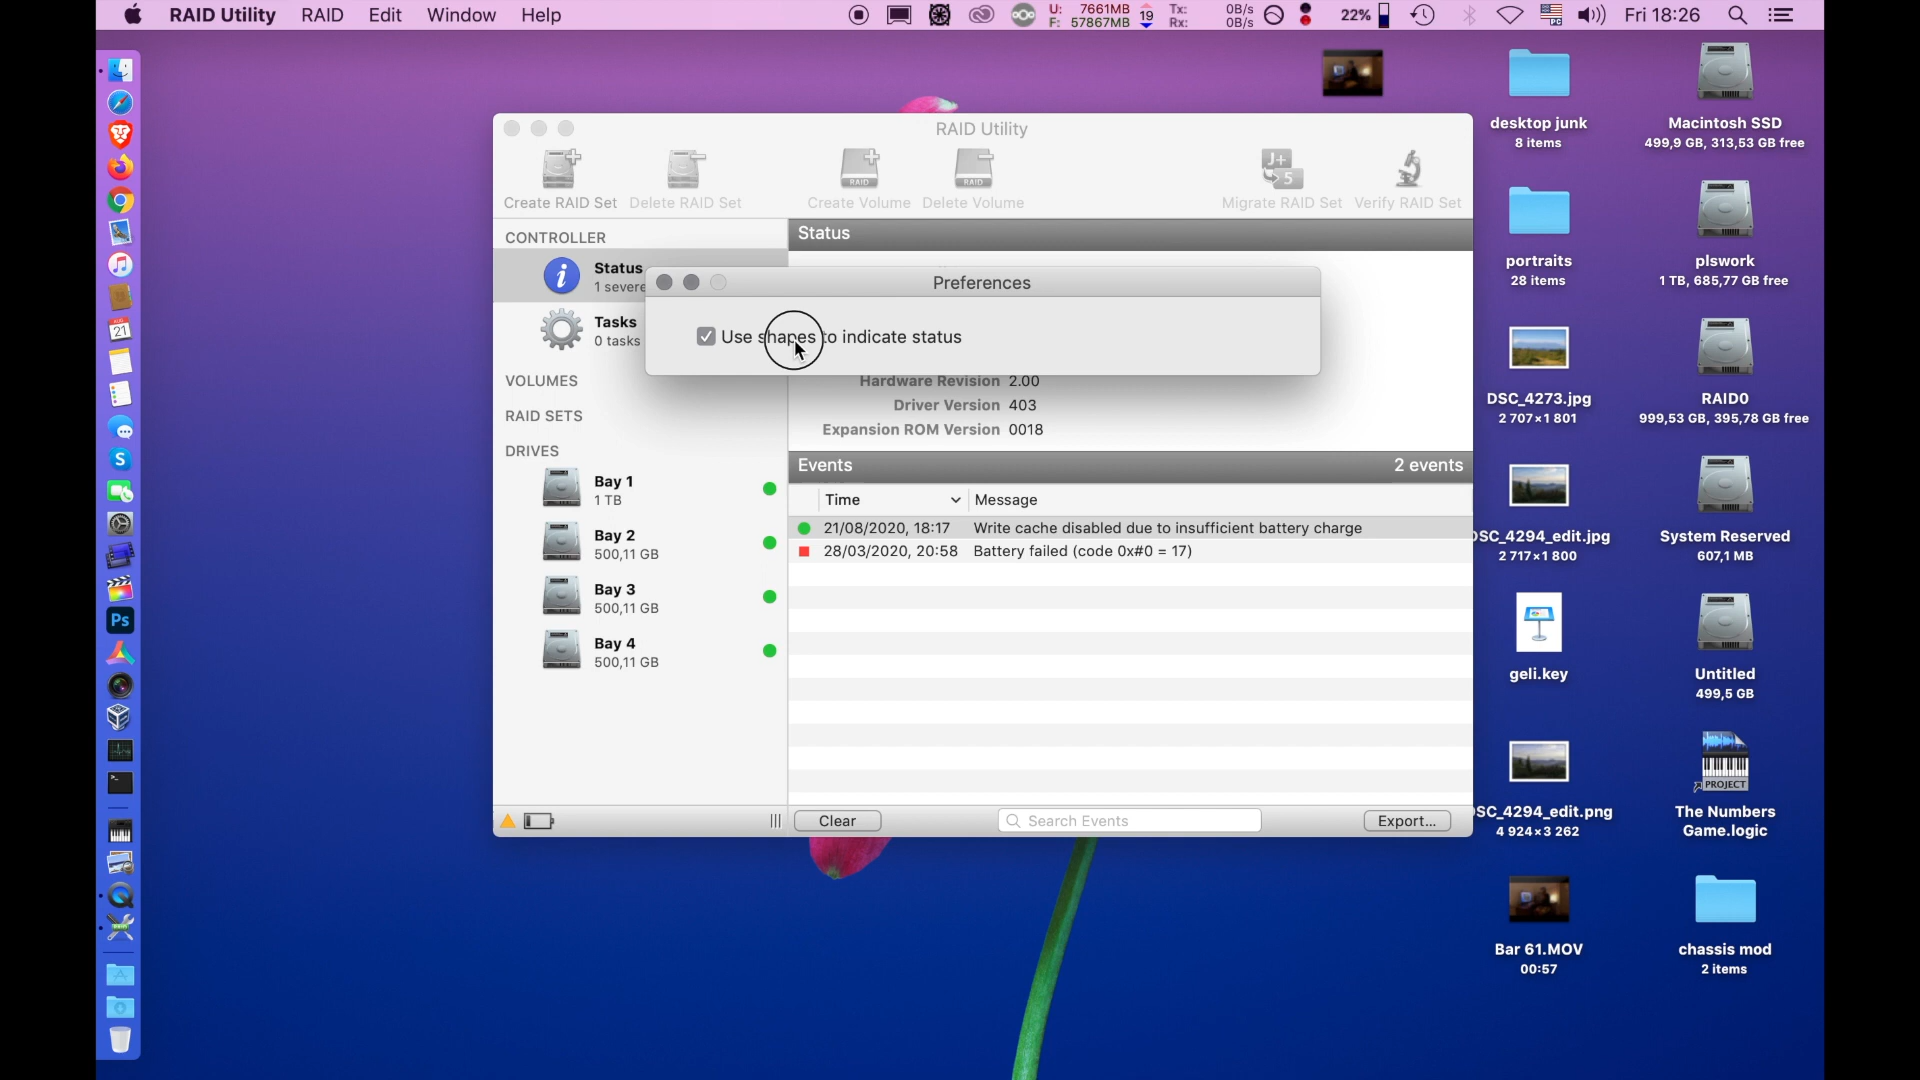 RAID Utility RAID Edit Window Help
U: 7661MB 19 Tx: 0B/s 22% Fri 18:26
F: 57867MB Rx: 0B/s
RAID Utility
Create RAID Set Delete RAID Set Create Volume Delete Volume Migrate RAID Set Verify RAID Set
RAID RAID J+ 5
CONTROLLER
Status
1 severe
Tasks
0 tasks
VOLUMES
RAID SETS
DRIVES
Bay 1
1 TB
Bay 2
500,11 GB
Bay 3
500,11 GB
Bay 4
500,11 GB
Status
Preferences
Use shapes to indicate status
Hardware Revision 2.00
Driver Version 403
Expansion ROM Version 0018
Events 2 events
Time Message
21/08/2020, 18:17 Write cache disabled due to insufficient battery charge
28/03/2020, 20:58 Battery failed (code 0x#0 = 17)
Clear Search Events Export...
desktop junk
8 items
Macintosh SSD
499,9 GB, 313,53 GB free
portraits
28 items
plswork
1 TB, 685,77 GB free
DSC_4273.jpg
2 707×1 801
RAID0
999,53 GB, 395,78 GB free
DSC_4294_edit.jpg
2 717×1 800
System Reserved
607,1 MB
geli.key
Untitled
499,5 GB
SC_4294_edit.png
4 924×3 262
PROJECT
The Numbers
Game.logic
Bar 61.MOV
00:57
chassis mod
2 items
AUG
21
S
Ps